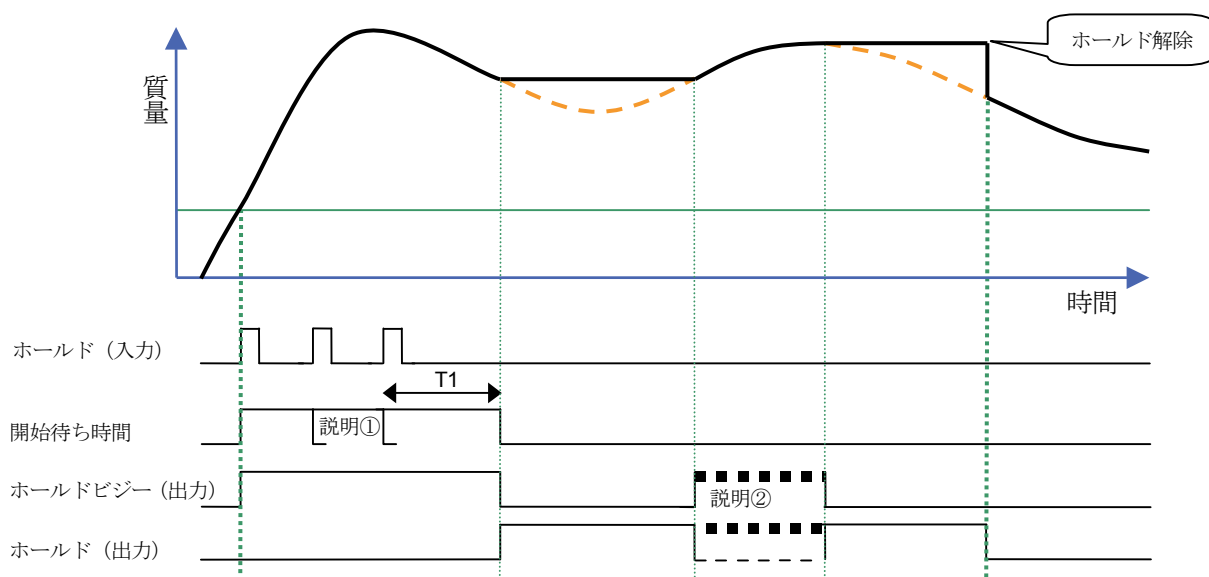 ホールド解除
質量
時間
ホールド（入力）
T1
開始待ち時間
説明①
ホールドビジー（出力）
説明②
ホールド（出力）